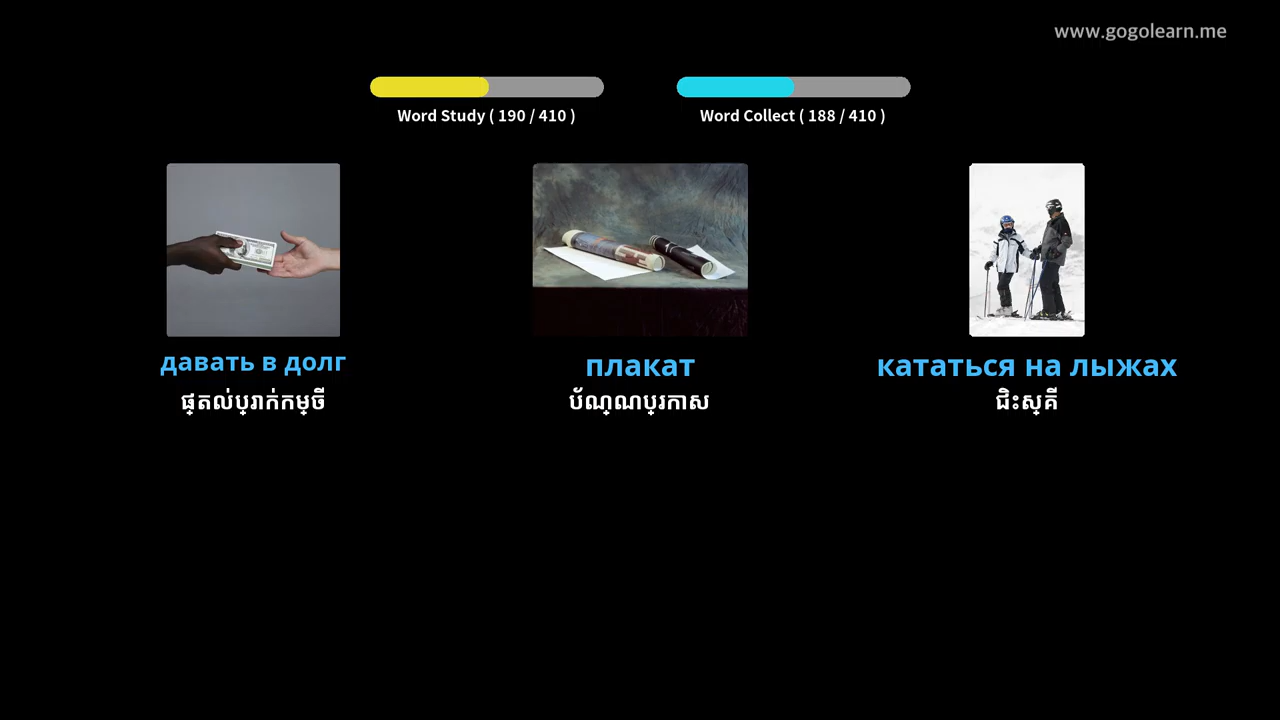 www.gogolearn.me
Word Study ( 190 / 410 )
Word Collect ( 188 / 410 )
давать в долг
плакат
кататься на лыжах
ផ្តល់ប្រាក់កម្ចី
ប័ណ្ណប្រកាស
ជិះស្គី